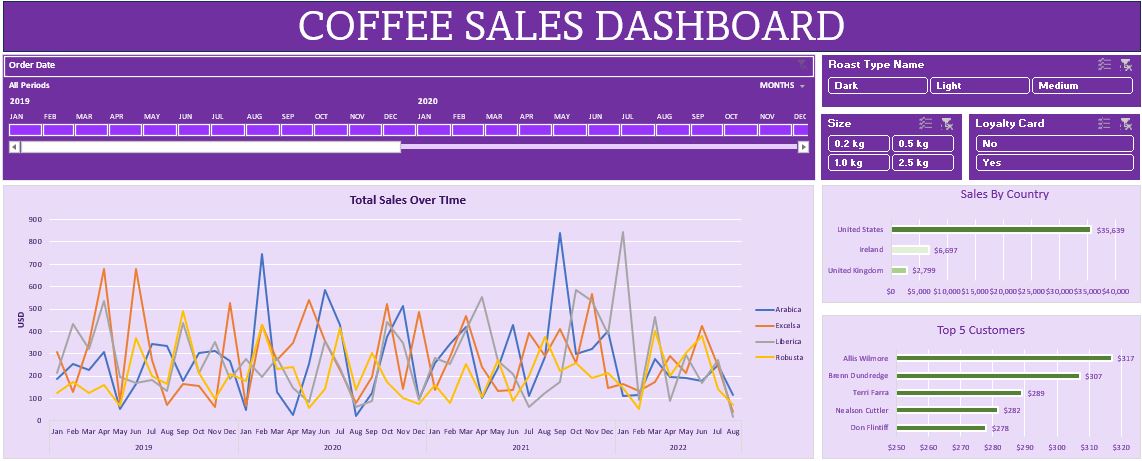 COFFEE SALES DASHBOARD
Order Date
All Periods MONTHS
2019 2020
JAN FEB MAR APR MAY JUN JUL AUG SEP OCT NOV DEC JAN FEB MAR APR MAY JUN JUL AUG SEP OCT NOV DEC
Roast Type Name
Dark Light Medium
Size
0.2 kg 0.5 kg
1.0 kg 2.5 kg
Loyalty Card
No
Yes
Total Sales Over TIme
900
800
700
600
500
400
300
200
100
0
USD
Jan Feb Mar Apr May Jun Jul Aug Sep Oct Nov Dec Jan Feb Mar Apr May Jun Jul Aug Sep Oct Nov Dec Jan Feb Mar Apr May Jun Jul Aug Sep Oct Nov Dec Jan Feb Mar Apr May Jun Jul Aug
2019 2020 2021 2022
Arabica
Excelsa
Liberica
Robusta
Sales By Country
United States $35,639
Ireland $6,697
United Kingdom $2,799
$0 $5,000 $10,000 $15,000 $20,000 $25,000 $30,000 $35,000 $40,000
Top 5 Customers
Allis Wilmore $317
Brenn Dundredge $307
Terri Farra $289
Nealson Cuttler $282
Don Flintiff $278
$250 $260 $270 $280 $290 $300 $310 $320